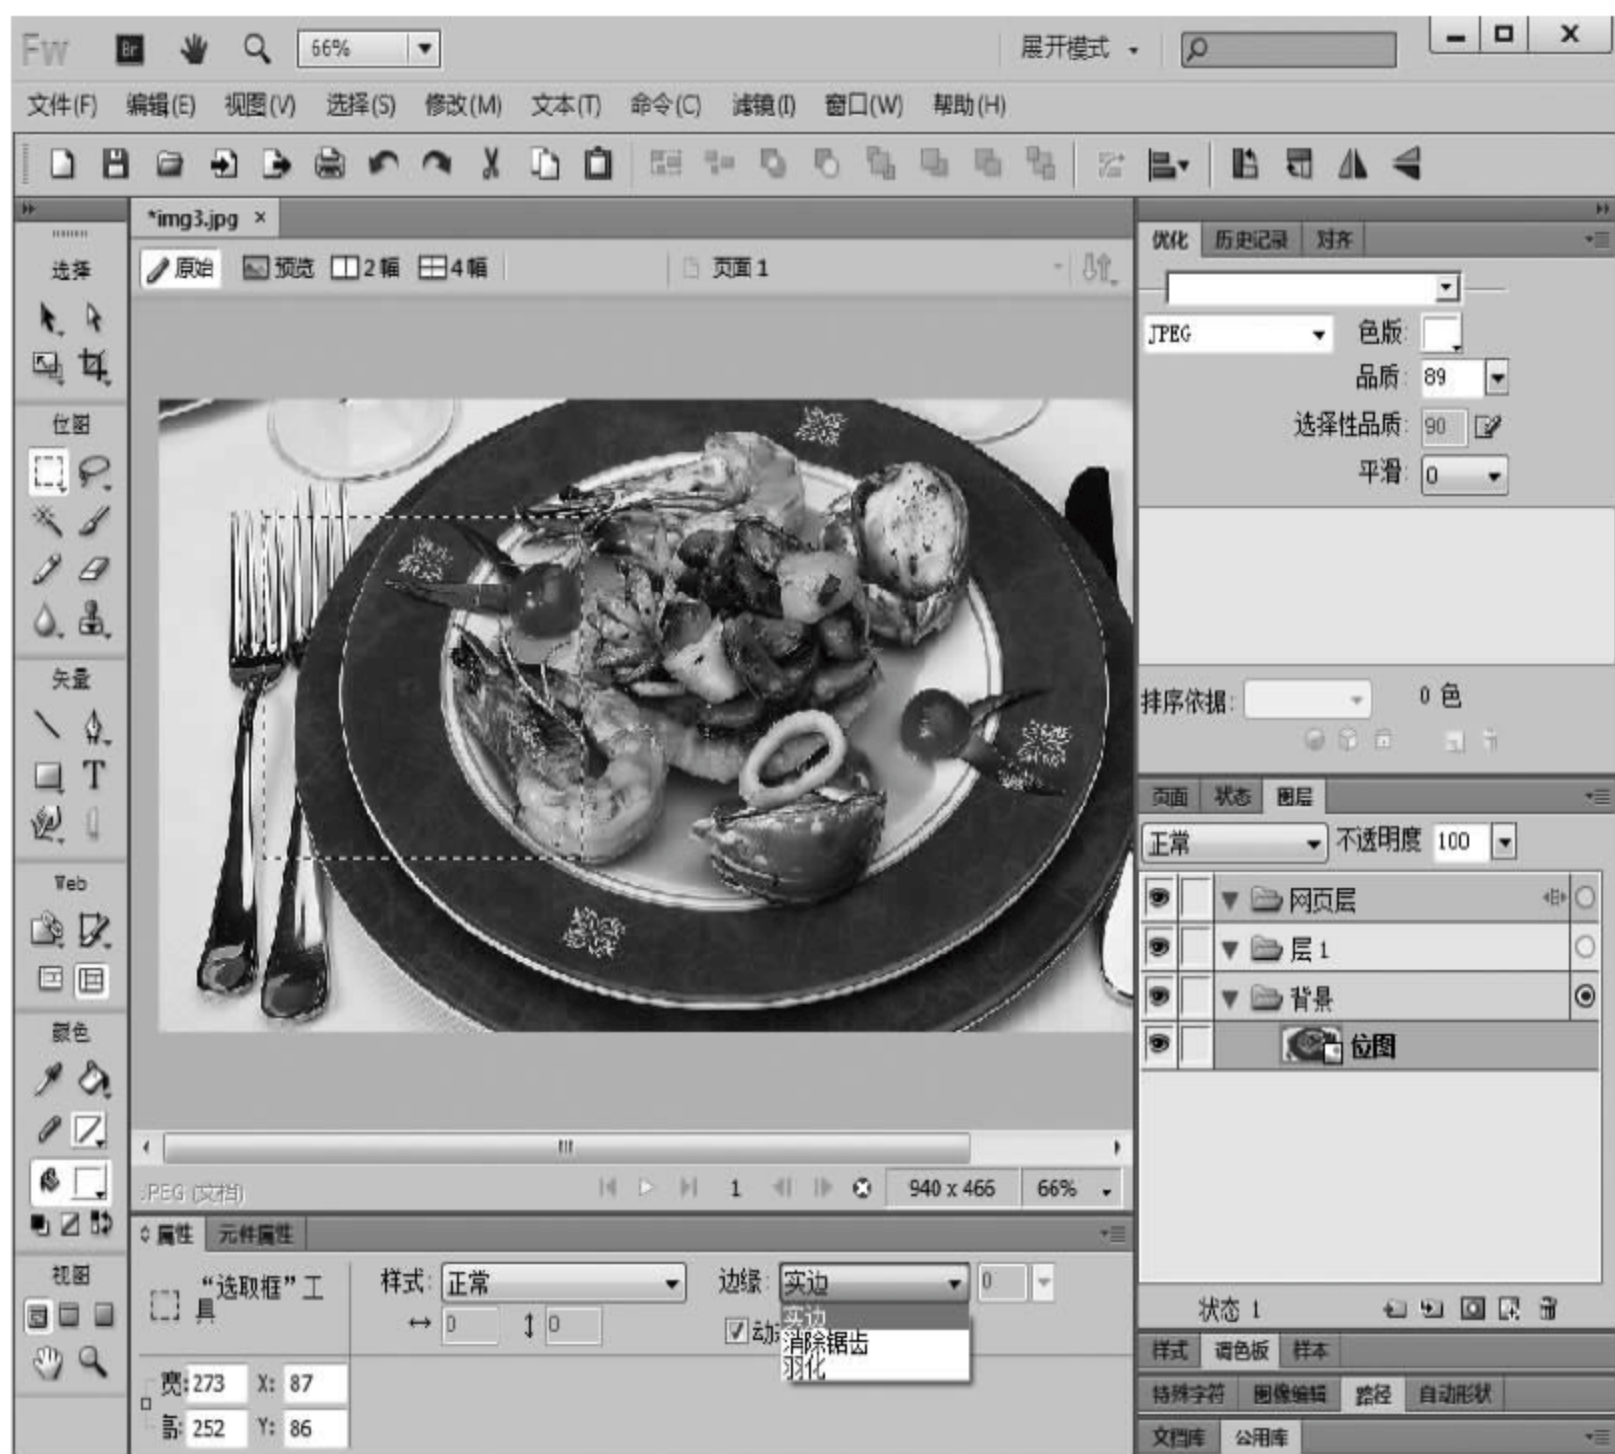 Fw Br 66% 展开模式
文件(F) 编辑(E) 视图(V) 选择(S) 修改(M) 文本(T) 命令(C) 滤镜(I) 窗口(W) 帮助(H)
*img3.jpg ×
原始 预览 2幅 4幅 页面 1
选择
位图
矢量
T
Web
颜色
视图
JPEG (文档) 1 940 x 466 66%
属性 元件属性
“选取框”工
具
样式: 正常 边缘: 实边 0
0 0 动
实边
消除锯齿
羽化
宽: 273 X: 87
高: 252 Y: 86
优化 历史记录 对齐
JPEG 色版:
品质: 89
选择性品质: 90
平滑: 0
排序依据: 0 色
页面 状态 图层
正常 不透明度 100
网页层
层 1
背景
位图
状态 1
样式 调色板 样本
特殊字符 图像编辑 路径 自动形状
文档库 公用库